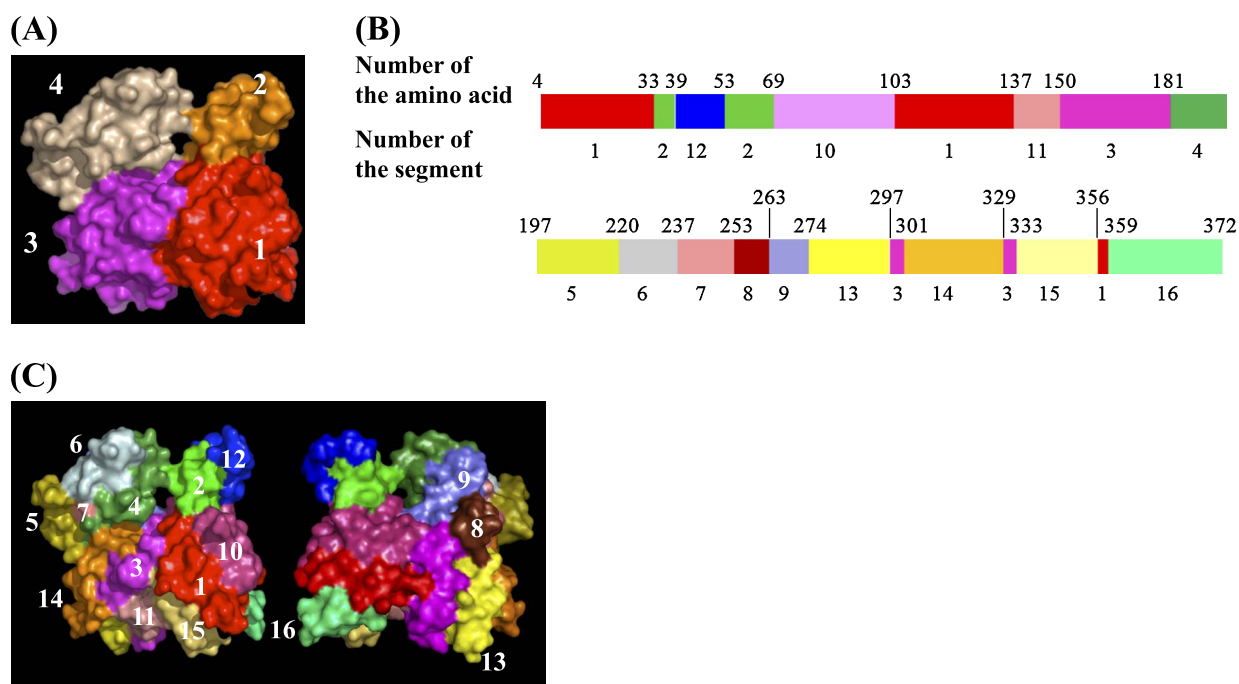 (A)
4
2
3
1
(B)
Number of
the amino acid
4 33 39 53 69 103 137 150 181
Number of
the segment
1 2 12 2 10 1 11 3 4
263 297 329 356
197 220 237 253 274 301 333 359 372
5 6 7 8 9 13 3 14 3 15 1 16
(C)
6
12
2
9
4
5
7
8
10
3
1
14
11
15
16
13